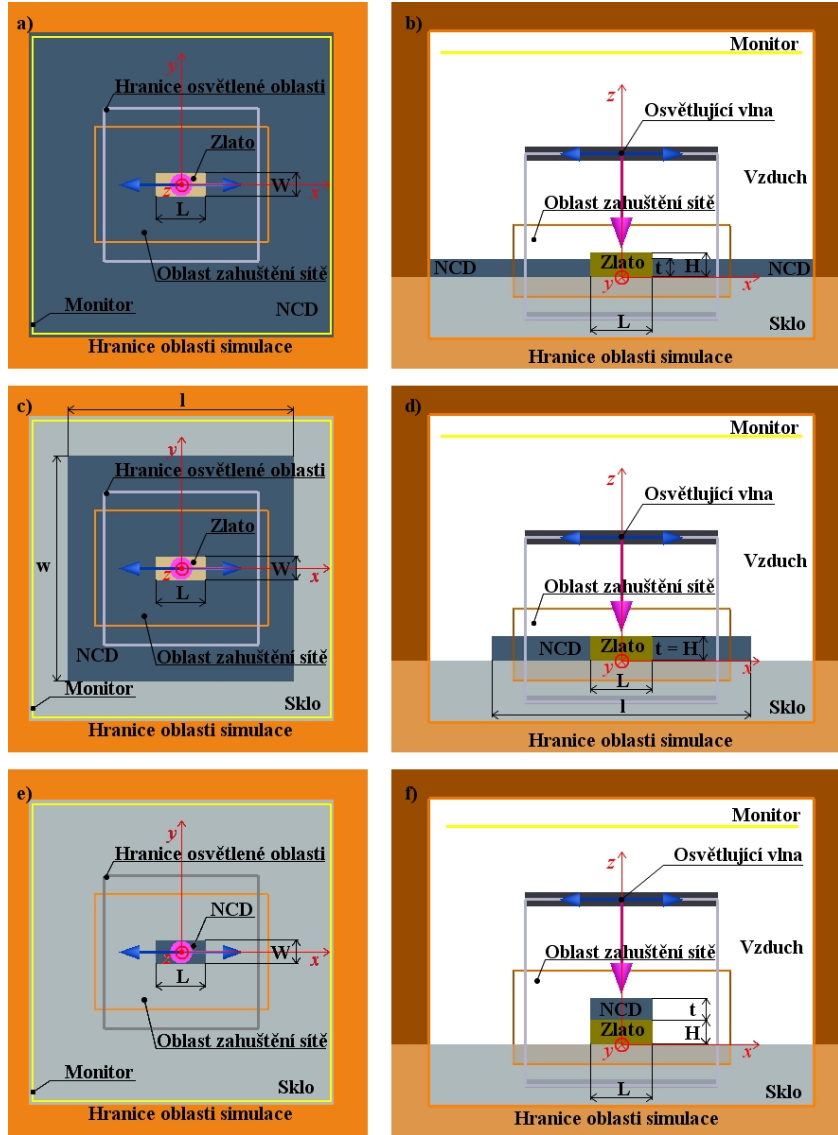 a)
y
Hranice osvětlené oblasti
Zlato
W
z
x
L
Oblast zahuštění sítě
Monitor
NCD
Hranice oblasti simulace
b)
Monitor
z
Osvětlující vlna
Vzduch
Oblast zahuštění sítě
Zlato
t
H
NCD
NCD
y
x
L
Sklo
Hranice oblasti simulace
c)
l
y
Hranice osvětlené oblasti
Zlato
w
W
z
x
L
NCD
Oblast zahuštění sítě
Monitor
Sklo
Hranice oblasti simulace
d)
Monitor
z
Osvětlující vlna
Vzduch
Oblast zahuštění sítě
NCD
Zlato
t = H
y
x
L
l
Sklo
Hranice oblasti simulace
e)
y
Hranice osvětlené oblasti
NCD
W
z
x
L
Oblast zahuštění sítě
Monitor
Sklo
Hranice oblasti simulace
f)
Monitor
z
Osvětlující vlna
Vzduch
Oblast zahuštění sítě
NCD
t
Zlato
H
y
x
L
Sklo
Hranice oblasti simulace